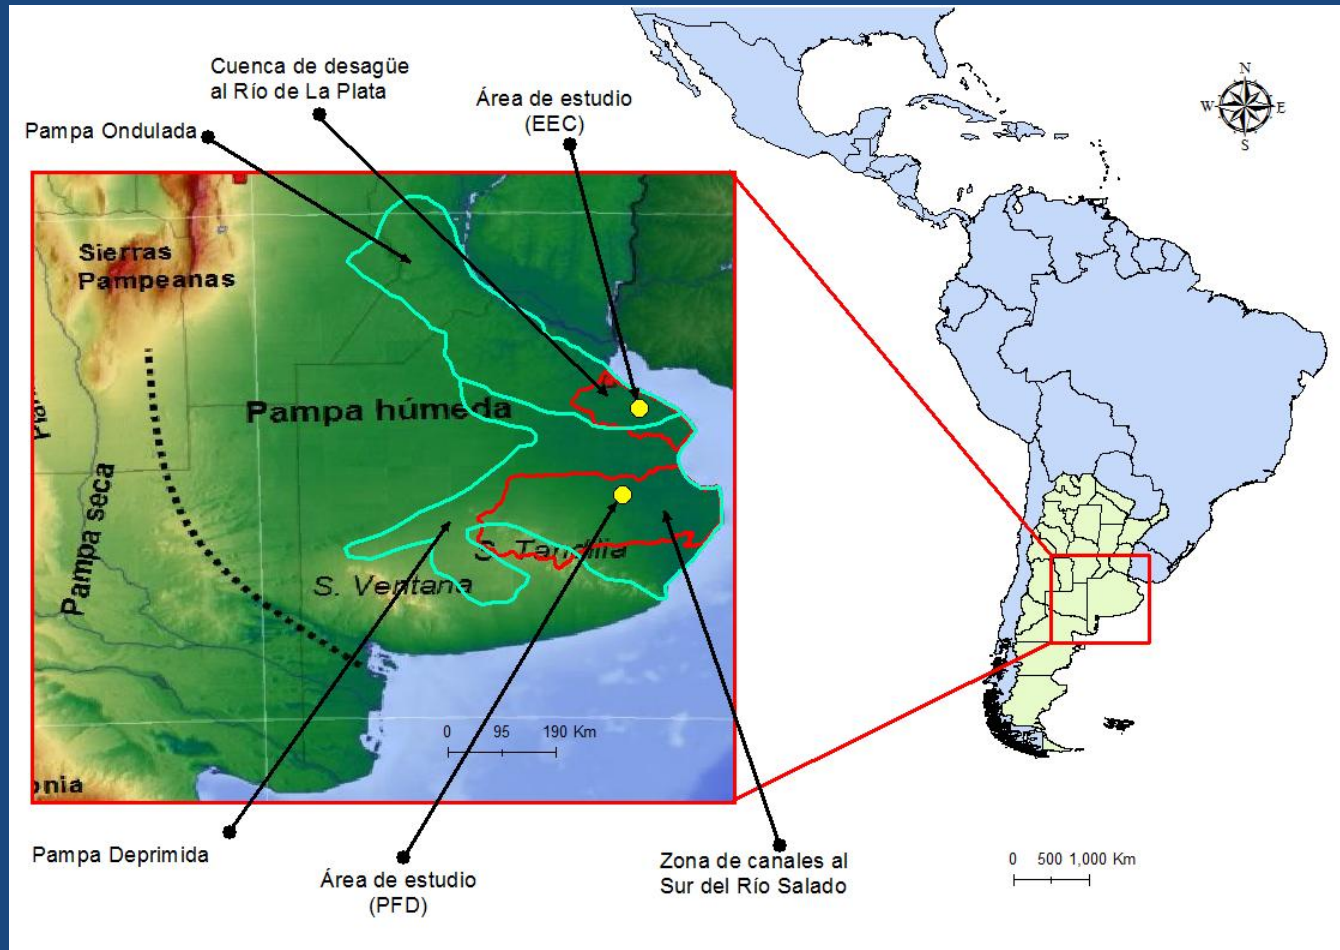 Cuenca de desagüe
al Río de La Plata
Área de estudio
(EEC)
Pampa Ondulada
N
W
E
S
Sierras
Pampeanas
Pampa húmeda
Pampa seca
S. Tandilia
S. Ventana
0 95 190 Km
onia
Pampa Deprimida
Área de estudio
(PFD)
Zona de canales al
Sur del Río Salado
0 500 1,000 Km